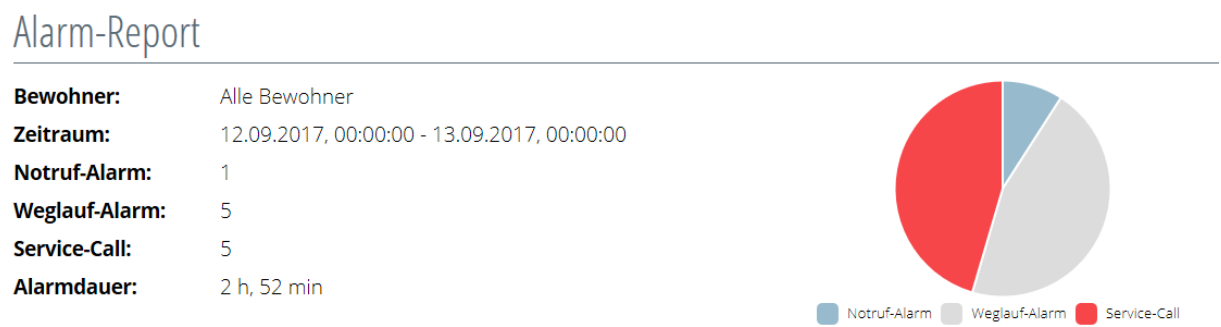 Alarm-Report
Bewohner: Alle Bewohner
Zeitraum: 12.09.2017, 00:00:00 - 13.09.2017, 00:00:00
Notruf-Alarm: 1
Weglauf-Alarm: 5
Service-Call: 5
Alarmdauer: 2 h, 52 min
Notruf-Alarm Weglauf-Alarm Service-Call